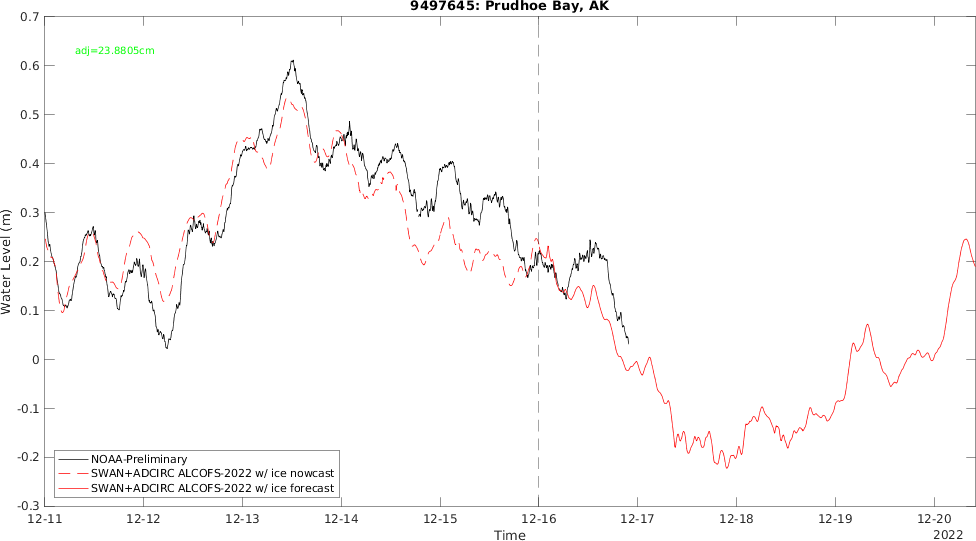 9497645: Prudhoe Bay, AK
adj=23.8805cm
0.7
0.6
0.5
0.4
0.3
0.2
0.1
0
-0.1
-0.2
-0.3
Water Level (m)
NOAA-Preliminary
SWAN+ADCIRC ALCOFS-2022 w/ ice nowcast
SWAN+ADCIRC ALCOFS-2022 w/ ice forecast
12-11 12-12 12-13 12-14 12-15 12-16 12-17 12-18 12-19 12-20
Time
2022